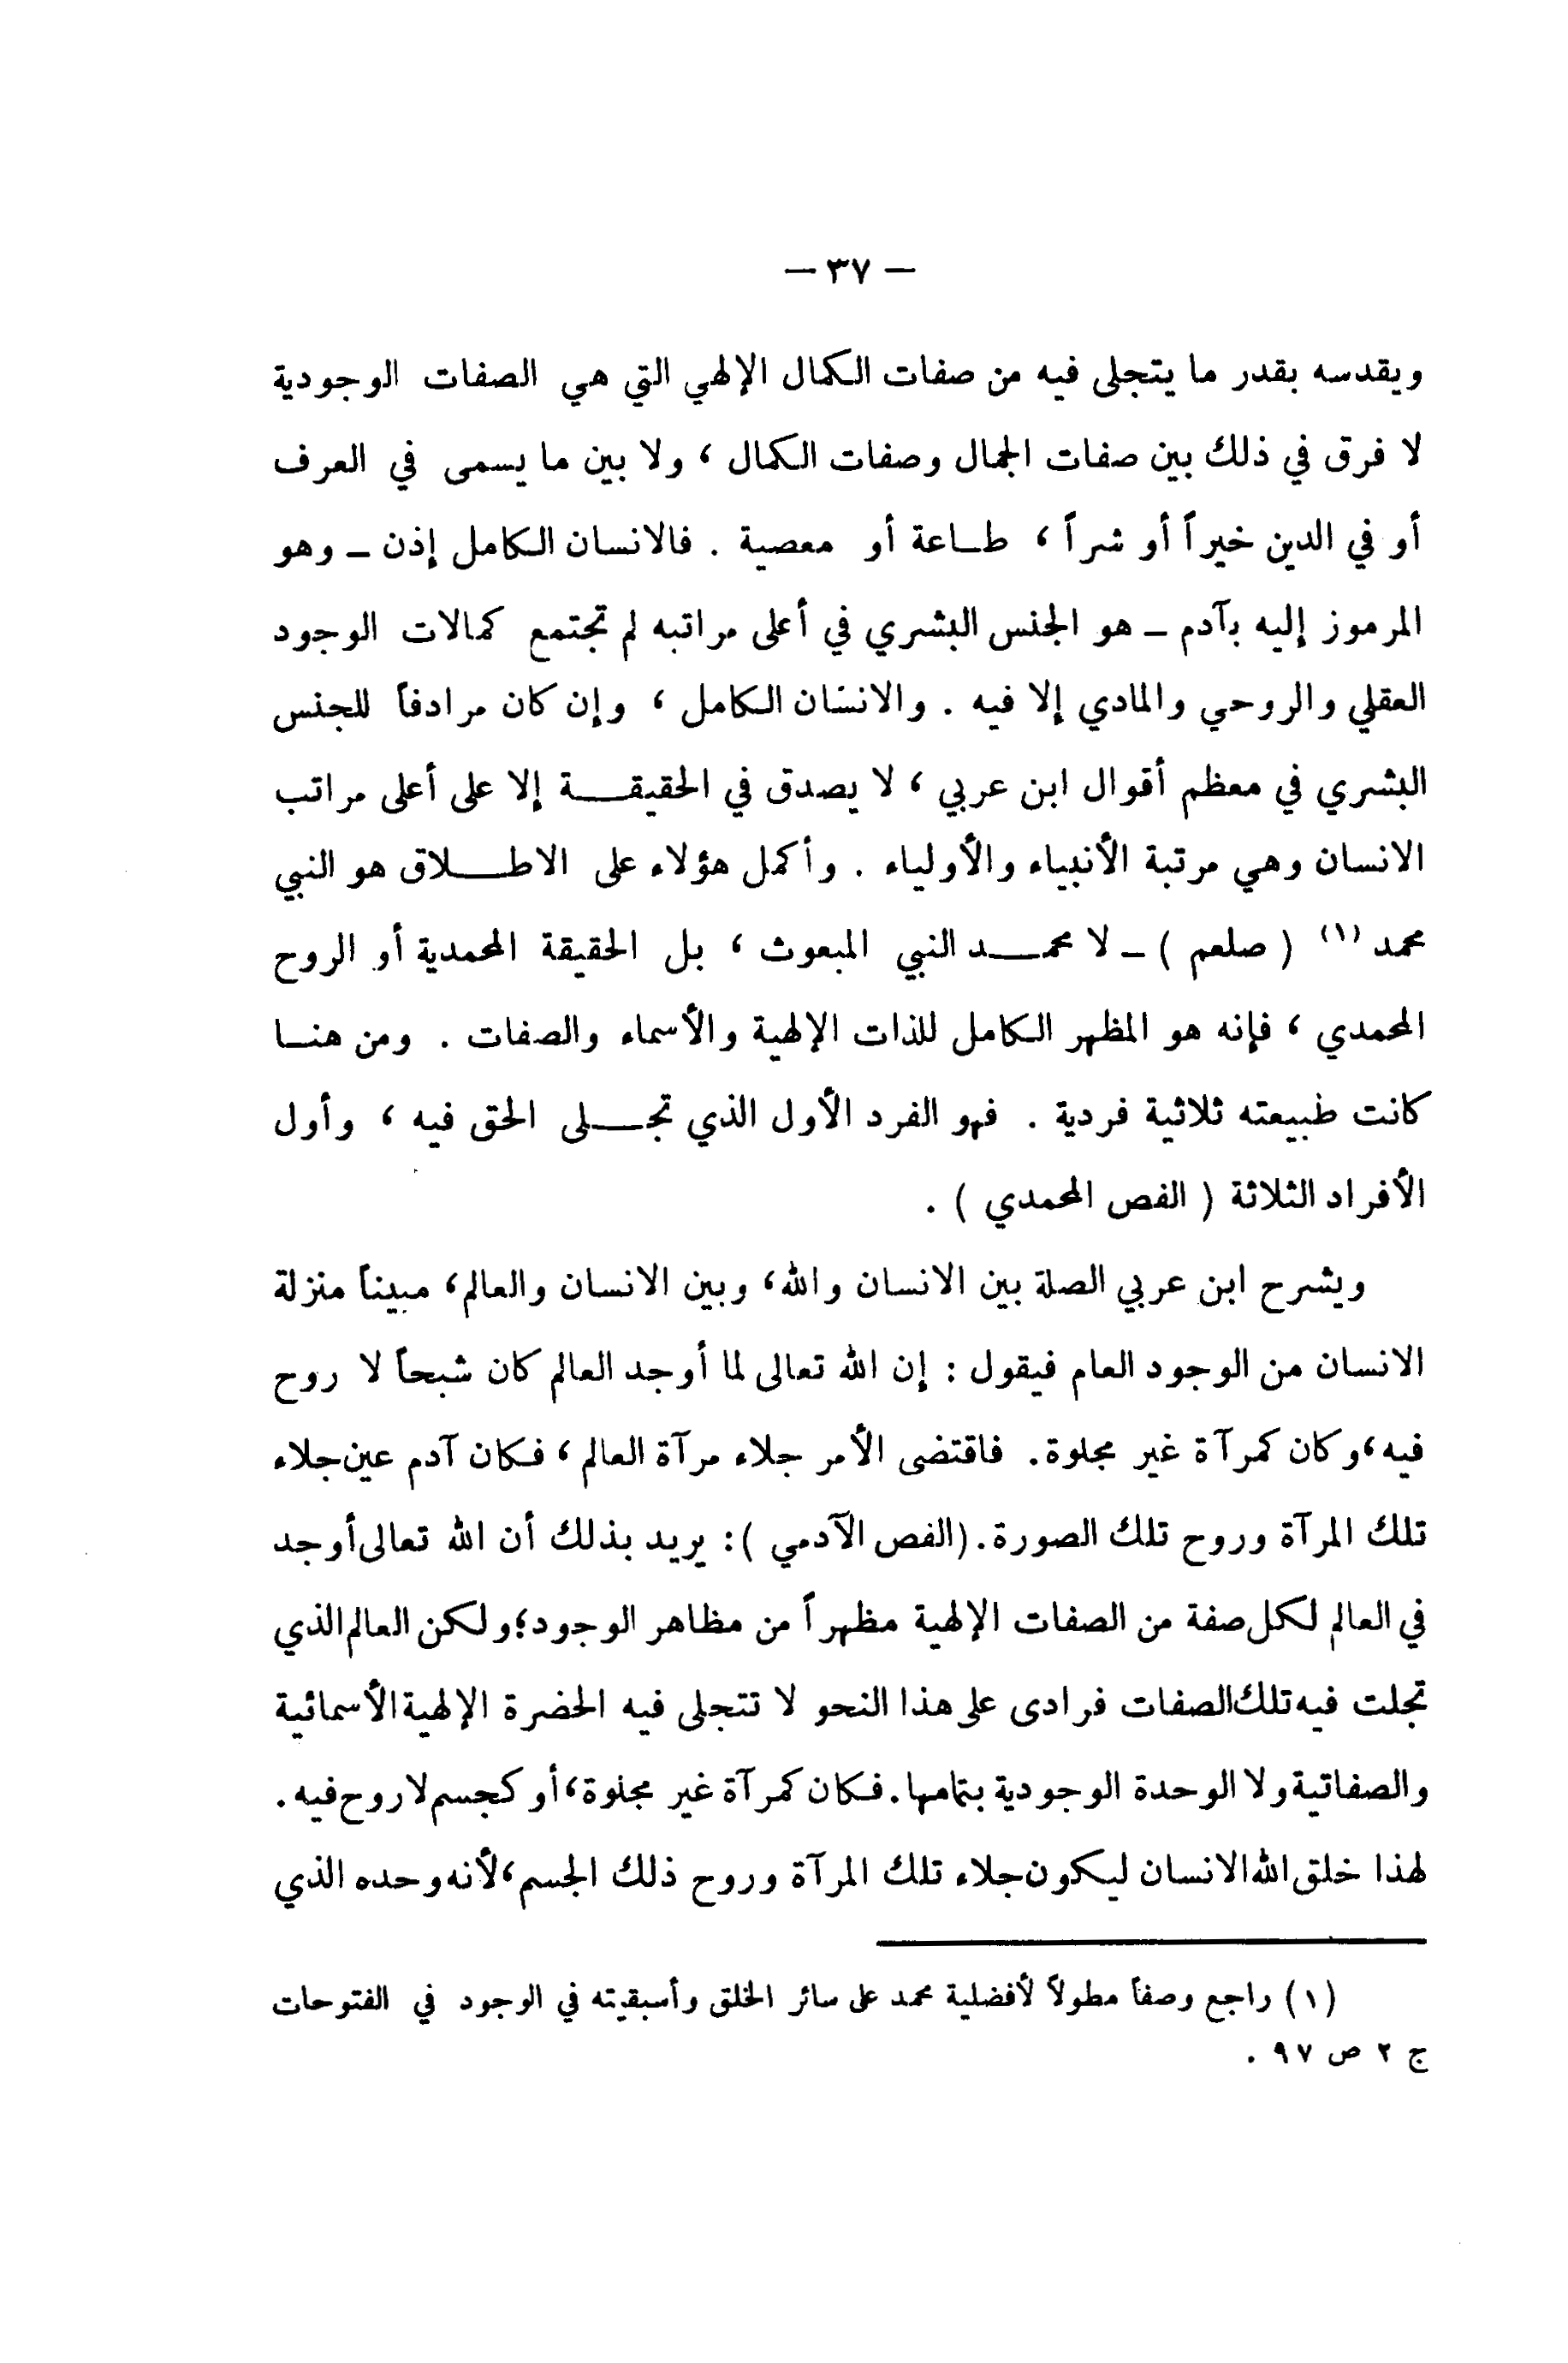 — ٣٧ —
ويقدسه بقدر ما يتجلى فيه من صفات الكمال الإلهي التي هي الصفات الوجودية
لا فرق في ذلك بين صفات الجمال وصفات الكمال ، ولا بين ما يسمى في العرف
أو في الدين خيراً أو شراً ، طاعة أو معصية . فالانسان الكامل إذن – وهو
المرموز إليه بآدم – هو الجنس البشري في أعلى مراتبه لم تجتمع كمالات الوجود
العقلي والروحي والمادي إلا فيه . والانسان الكامل ، وإن كان مرادفاً للجنس
البشري في معظم أقوال ابن عربي ، لا يصدق في الحقيقة إلا على أعلى مراتب
الانسان وهي مرتبة الأنبياء والأولياء . وأكمل هؤلاء على الاطلاق هو النبي
محمد (١) ( صلعم ) – لا محمد النبي المبعوث ، بل الحقيقة المحمدية أو الروح
المحمدي ، فإنه هو المظهر الكامل للذات الإلهية والأسماء والصفات . ومن هنا
كانت طبيعته ثلاثية فردية . فهو الفرد الأول الذي تجلى الحق فيه ، وأول
الأفراد الثلاثة ( الفص المحمدي ) .
ويشرح ابن عربي الصلة بين الانسان والله، وبين الانسان والعالم، مبيناً منزلة
الانسان من الوجود العام فيقول : إن الله تعالى لما أوجد العالم كان شبحاً لا روح
فيه، وكان كمرآة غير مجلوة. فاقتضى الأمر جلاء مرآة العالم ، فكان آدم عين جلاء
تلك المرآة وروح تلك الصورة. (الفص الآدمي ): يريد بذلك أن الله تعالى أوجد
في العالم لكل صفة من الصفات الإلهية مظهراً من مظاهر الوجود؛ ولكن العالم الذي
تجلت فيه تلك الصفات فرادى على هذا النحو لا تتجلى فيه الحضرة الإلهية الأسمائية
والصفاتية ولا الوحدة الوجودية بتمامها. فكان كمرآة غير مجلوة، أو كجسم لا روح فيه.
لهذا خلق الله الانسان ليكون جلاء تلك المرآة وروح ذلك الجسم، لأنه وحده الذي
(١) راجع وصفاً مطولاً لأفضلية محمد على سائر الخلق وأسبقيته في الوجود في الفتوحات
ج ٢ ص ٩٧ .